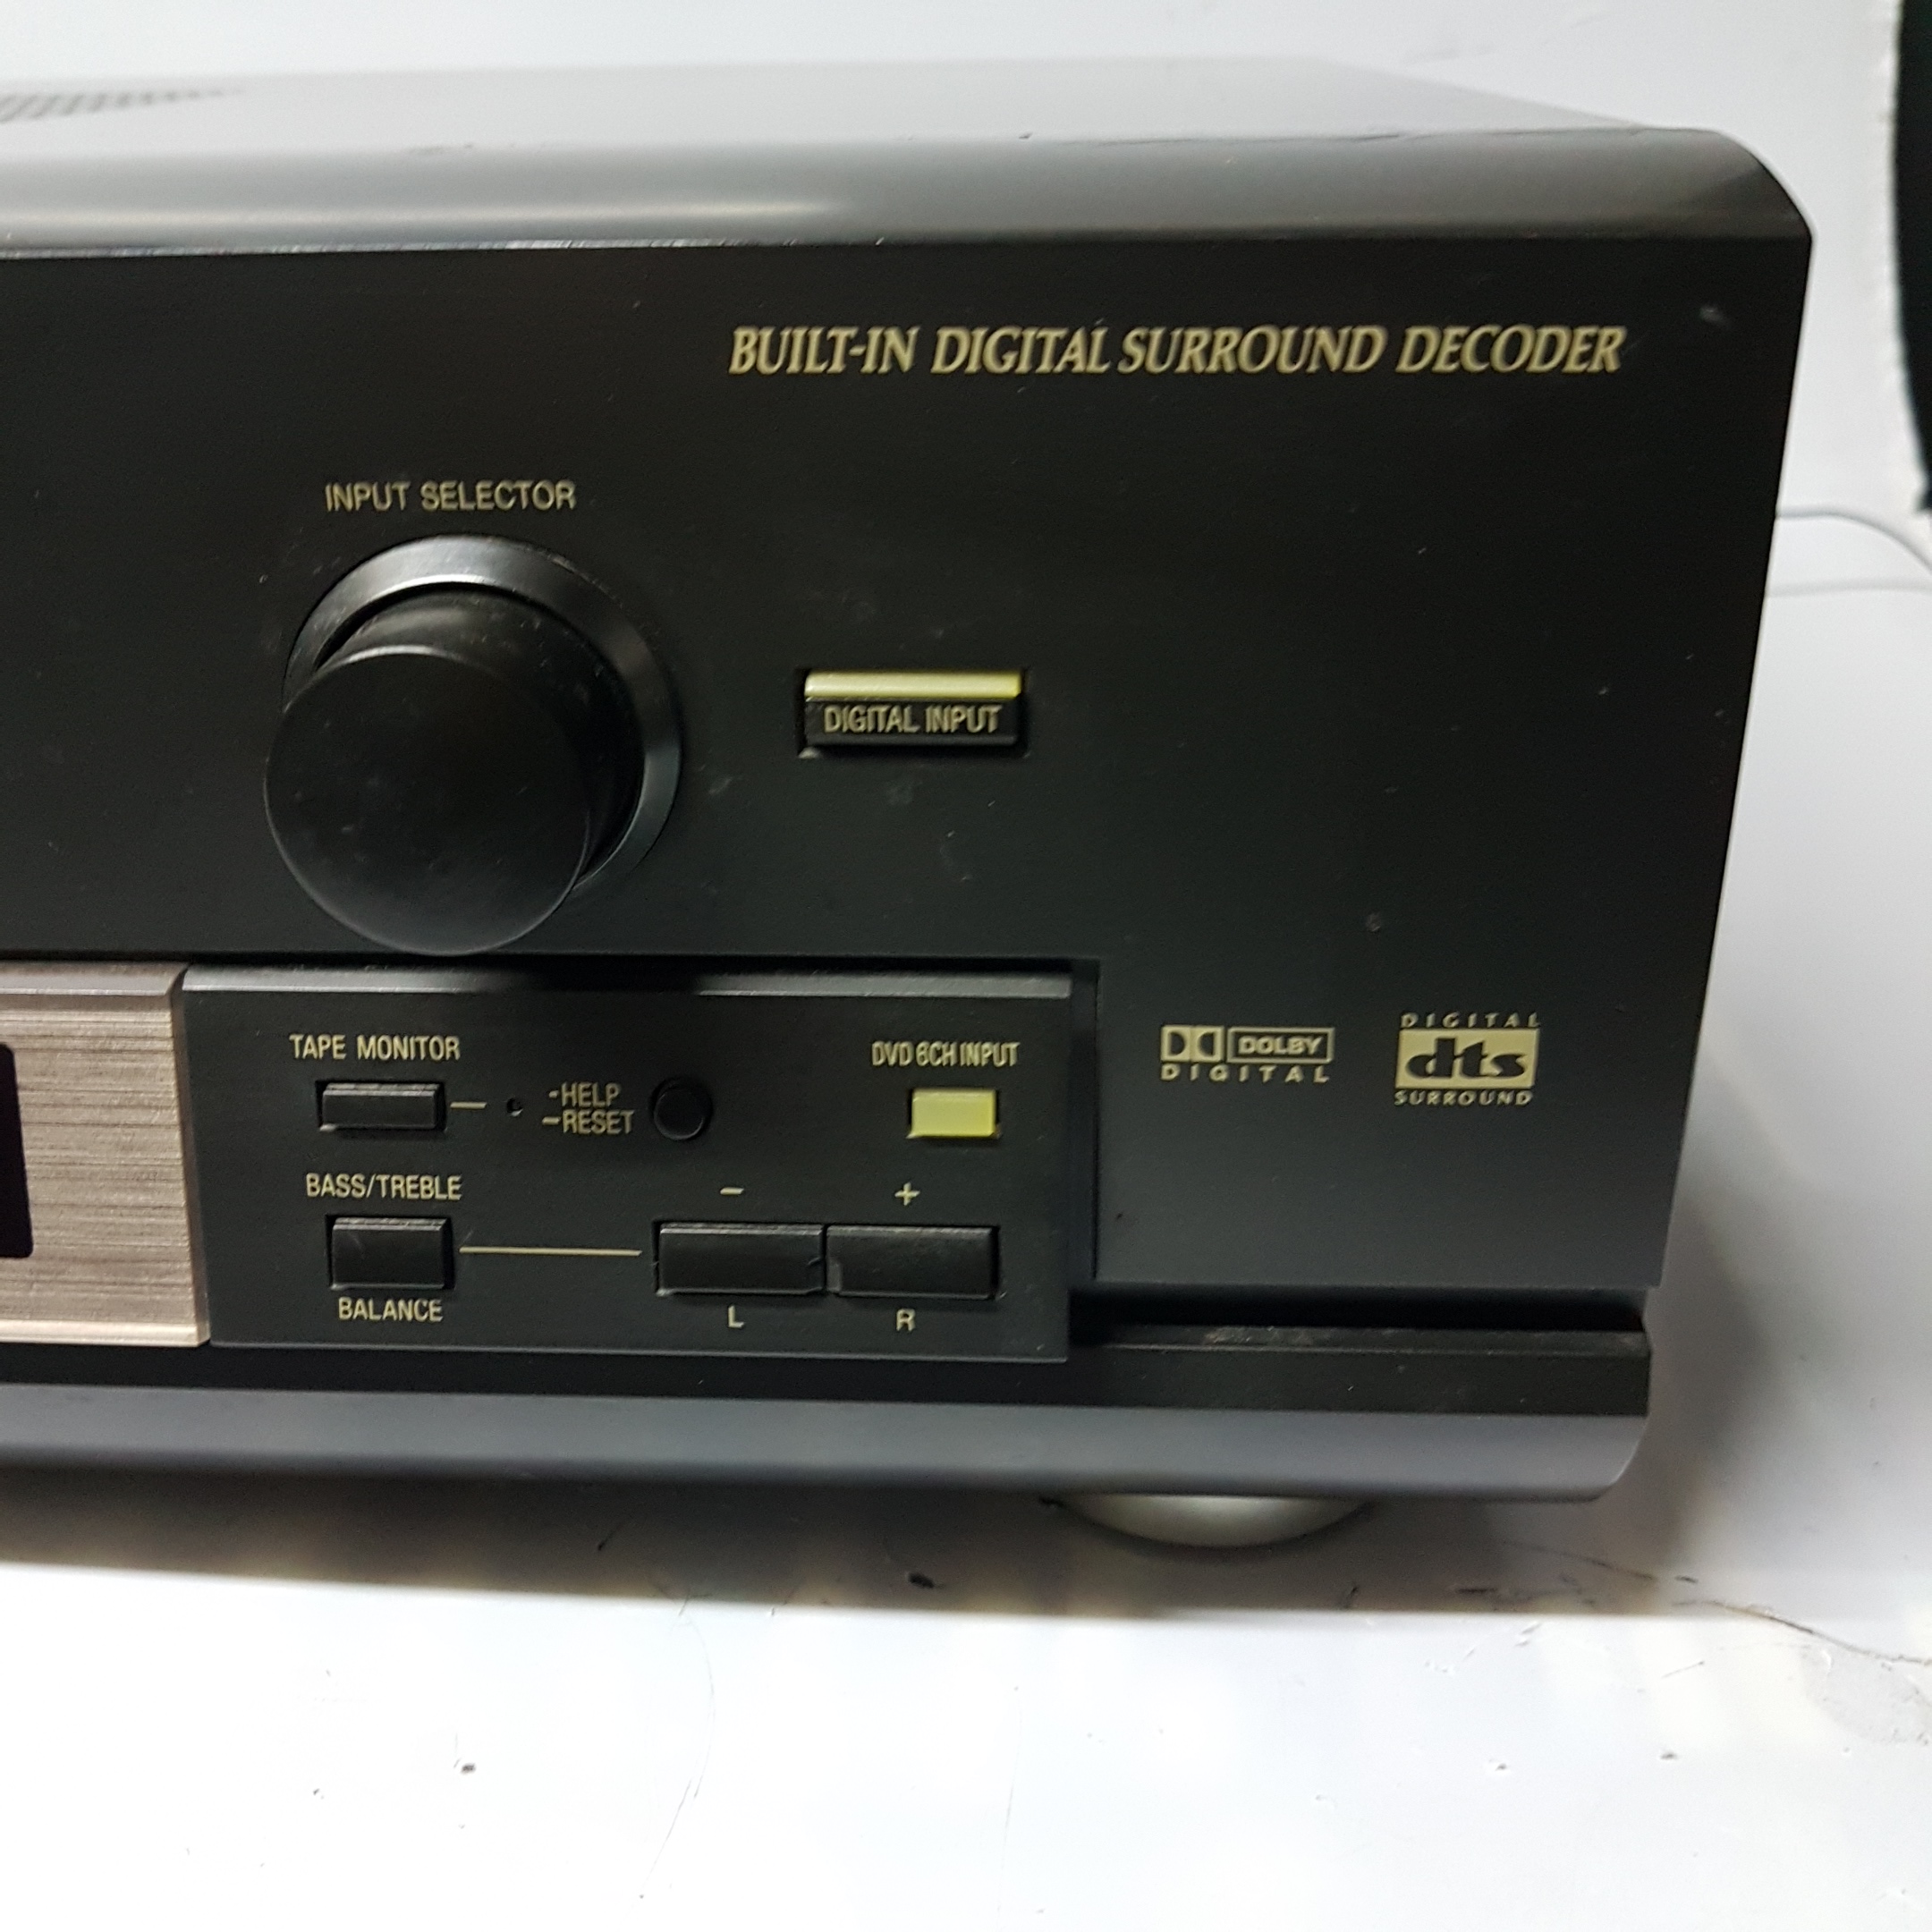 BUILT-IN DIGITAL SURROUND DECODER
INPUT SELECTOR
DIGITAL INPUT
TAPE MONITOR
-HELP
-RESET
DVD 6CH INPUT
BASS/TREBLE
- +
BALANCE
L R
DOLBY
DIGITAL
DIGITAL
dts
SURROUND